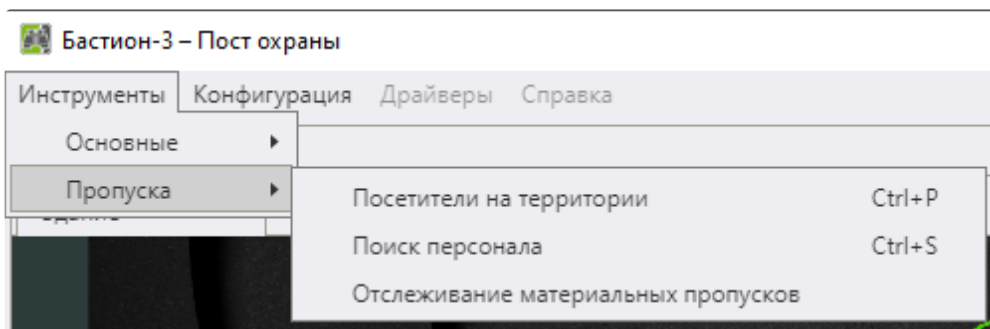 Бастион-3 – Пост охраны
Инструменты Конфигурация Драйверы Справка
Основные
Пропуска
Посетители на территории Ctrl+P
Поиск персонала Ctrl+S
Отслеживание материальных пропусков